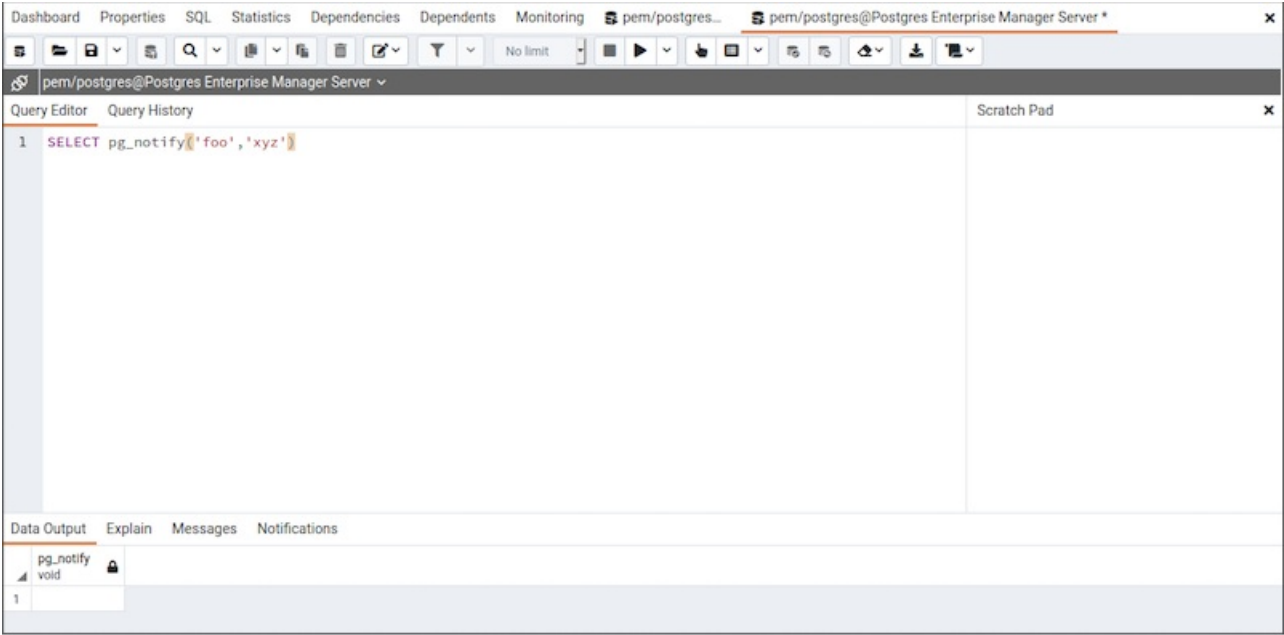 Dashboard Properties SQL Statistics Dependencies Dependents Monitoring pem/postgres... pem/postgres@Postgres Enterprise Manager Server *
No limit
pem/postgres@Postgres Enterprise Manager Server
Query Editor Query History Scratch Pad
1 SELECT pg_notify('foo','xyz')
Data Output Explain Messages Notifications
pg_notify
void
1